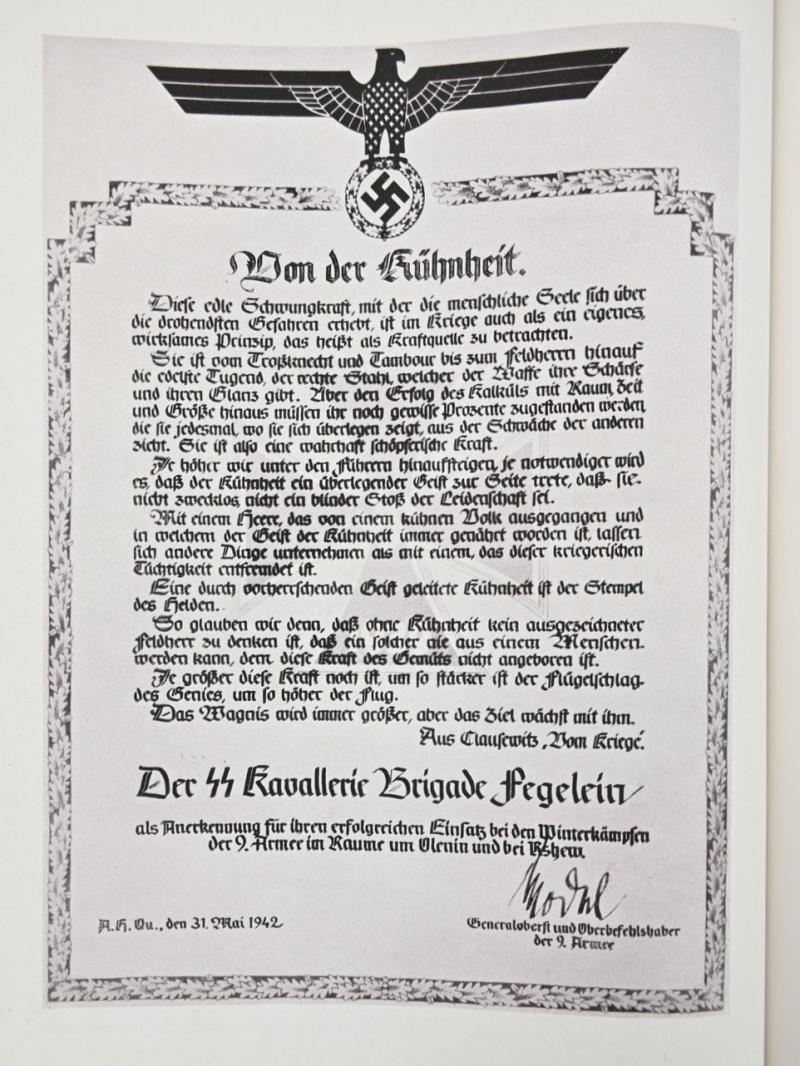 Von der Kühnheit.
Diese edle Schwungkraft, mit der die menschliche Seele sich über
die drohendsten Gefahren erhebt, ist im Kriege auch als ein eigenes,
wirksames Prinzip, das heißt als Kraftquelle zu betrachten.
Sie ist vom Troßknecht und Tambour bis zum Feldherrn hinauf
die edelste Tugend, der rechte Stahl, welcher der Waffe ihre Schärfe
und ihren Glanz gibt. Über den Erfolg des Kalküls mit Raum, Zeit
und Größe hinaus müssen ihr noch gewisse Prozente zugestanden werden,
die sie jedesmal, wo sie sich überlegen zeigt, aus der Schwäche der anderen
zieht. Sie ist also eine wahrhaft schöpferische Kraft.
Je höher wir unter den Führern hinaufsteigen, je notwendiger wird
es, daß der Kühnheit ein überlegender Geist zur Seite trete, daß sie
nicht zwecklos, nicht ein blinder Stoß der Leidenschaft sei.
Mit einem Heere, das von einem kühnen Volk ausgegangen und
in welchem der Geist der Kühnheit immer genährt worden ist, lassen
sich andere Dinge unternehmen als mit einem, das dieser kriegerischen
Tüchtigkeit entfremdet ist.
Eine durch vorherrschenden Geist geleitete Kühnheit ist der Stempel
des Helden.
So glauben wir denn, daß ohne Kühnheit kein ausgezeichneter
Feldherr zu denken ist, daß ein solcher nie aus einem Menschen
werden kann, dem diese Kraft des Gemüts nicht angeboren ist.
Je größer diese Kraft noch ist, um so stärker ist der Flügelschlag
des Genies, um so höher der Flug.
Das Wagnis wird immer größer, aber das Ziel wächst mit ihm.
Aus Clausewitz „Vom Kriege“.
Der SS Kavallerie Brigade Fegelein
als Anerkennung für ihren erfolgreichen Einsatz bei den Winterkämpfen
der 9. Armee im Raume um Olenin und bei Rshew.
Model
A.H.Qu., den 31. Mai 1942
Generaloberst und Oberbefehlshaber
der 9. Armee